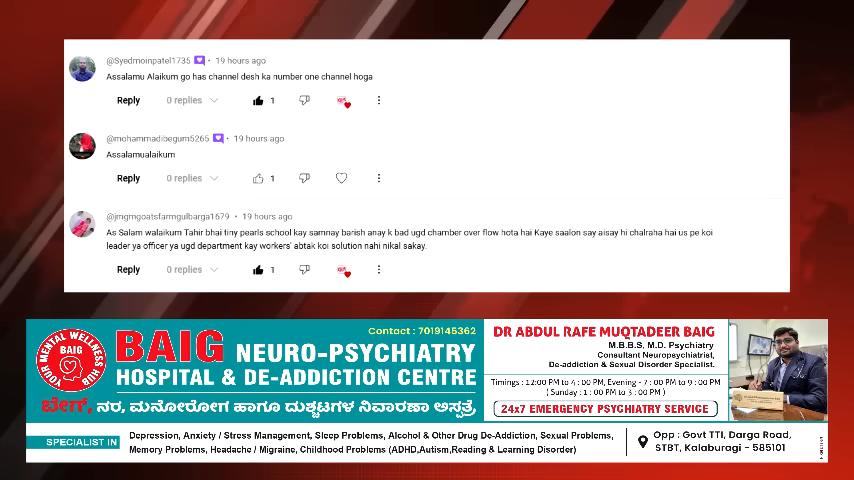 @Syedmoinpatel1735 • 19 hours ago
Assalamu Alaikum go has channel desh ka number one channel hoga
Reply 0 replies 1
@mohammadibegum5265 • 19 hours ago
Assalamualaikum
Reply 0 replies 1
@jmgmgoatsfarmgulbarga1679 • 19 hours ago
As Salam walaikum Tahir bhai tiny pearls school kay samnay barish anay k bad ugd chamber over flow hota hai Kaye saalon say aisay hi chalraha hai us pe koi
leader ya officer ya ugd department kay workers' abtak koi solution nahi nikal sakay.
Reply 0 replies 1
Contact : 7019145362
YOUR MENTAL WELLNESS HUB
BAIG
BAIG NEURO-PSYCHIATRY
HOSPITAL & DE-ADDICTION CENTRE
ಬೇಗ್, ನರ, ಮನೋರೋಗ ಹಾಗೂ ದುಶ್ಚಟಗಳ ನಿವಾರಣಾ ಆಸ್ಪತ್ರೆ
DR ABDUL RAFE MUQTADEER BAIG
M.B.B.S, M.D. Psychiatry
Consultant Neuropsychiatrist,
De-addiction & Sexual Disorder Specialist.
Timings : 12:00 PM to 4 : 00 PM, Evening - 7 : 00 PM to 9 : 00 PM
( Sunday : 1 : 00 PM to 3 : 00 PM )
24x7 EMERGENCY PSYCHIATRY SERVICE
SPECIALIST IN
Depression, Anxiety / Stress Management, Sleep Problems, Alcohol & Other Drug De-Addiction, Sexual Problems,
Memory Problems, Headache / Migraine, Childhood Problems (ADHD,Autism,Reading & Learning Disorder)
Opp : Govt TTI, Darga Road,
STBT, Kalaburagi - 585101